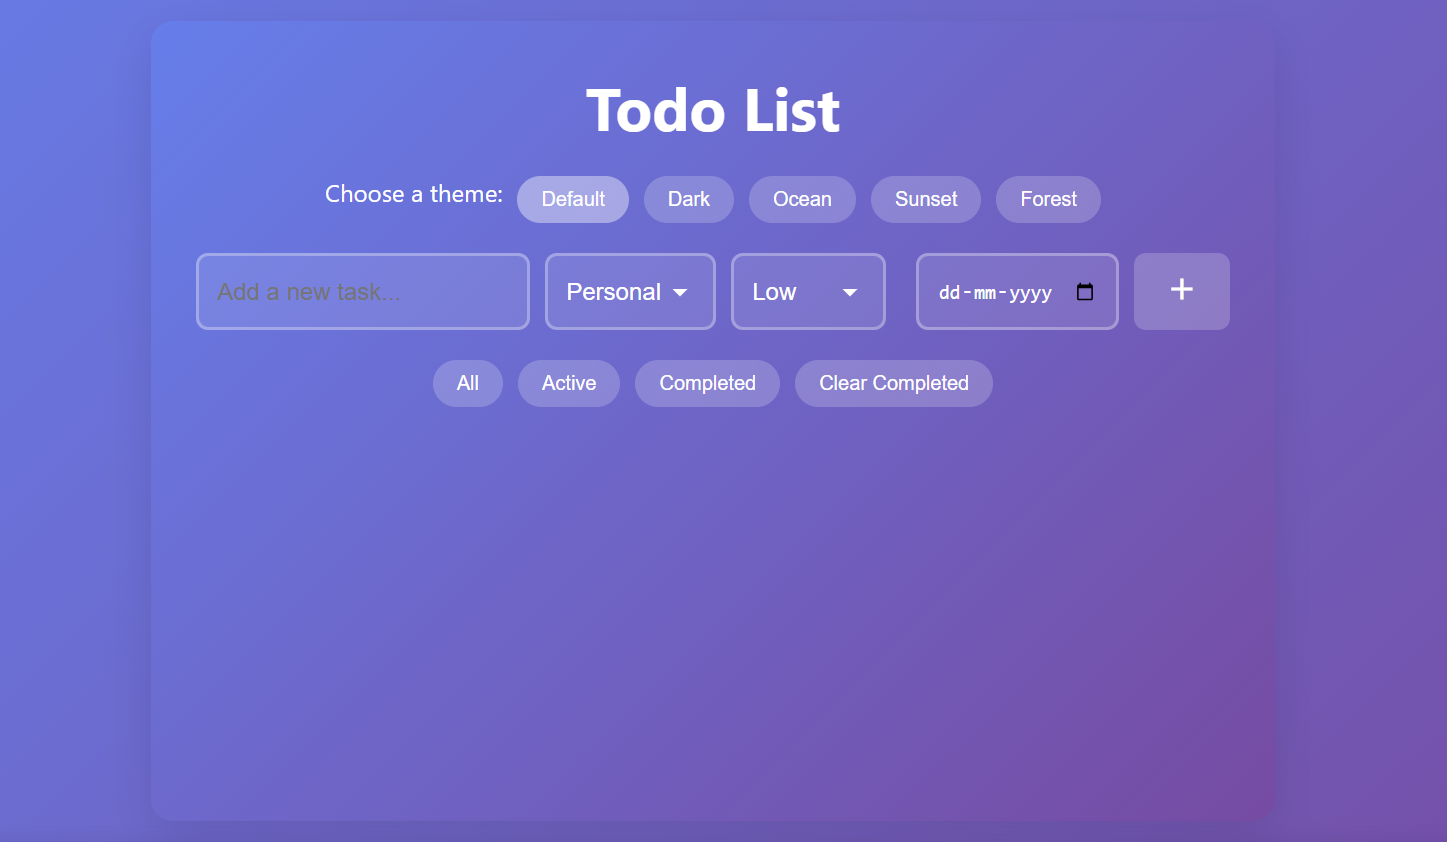 Todo List
Choose a theme: Default Dark Ocean Sunset Forest
Add a new task... Personal Low dd-mm-yyyy +
All Active Completed Clear Completed